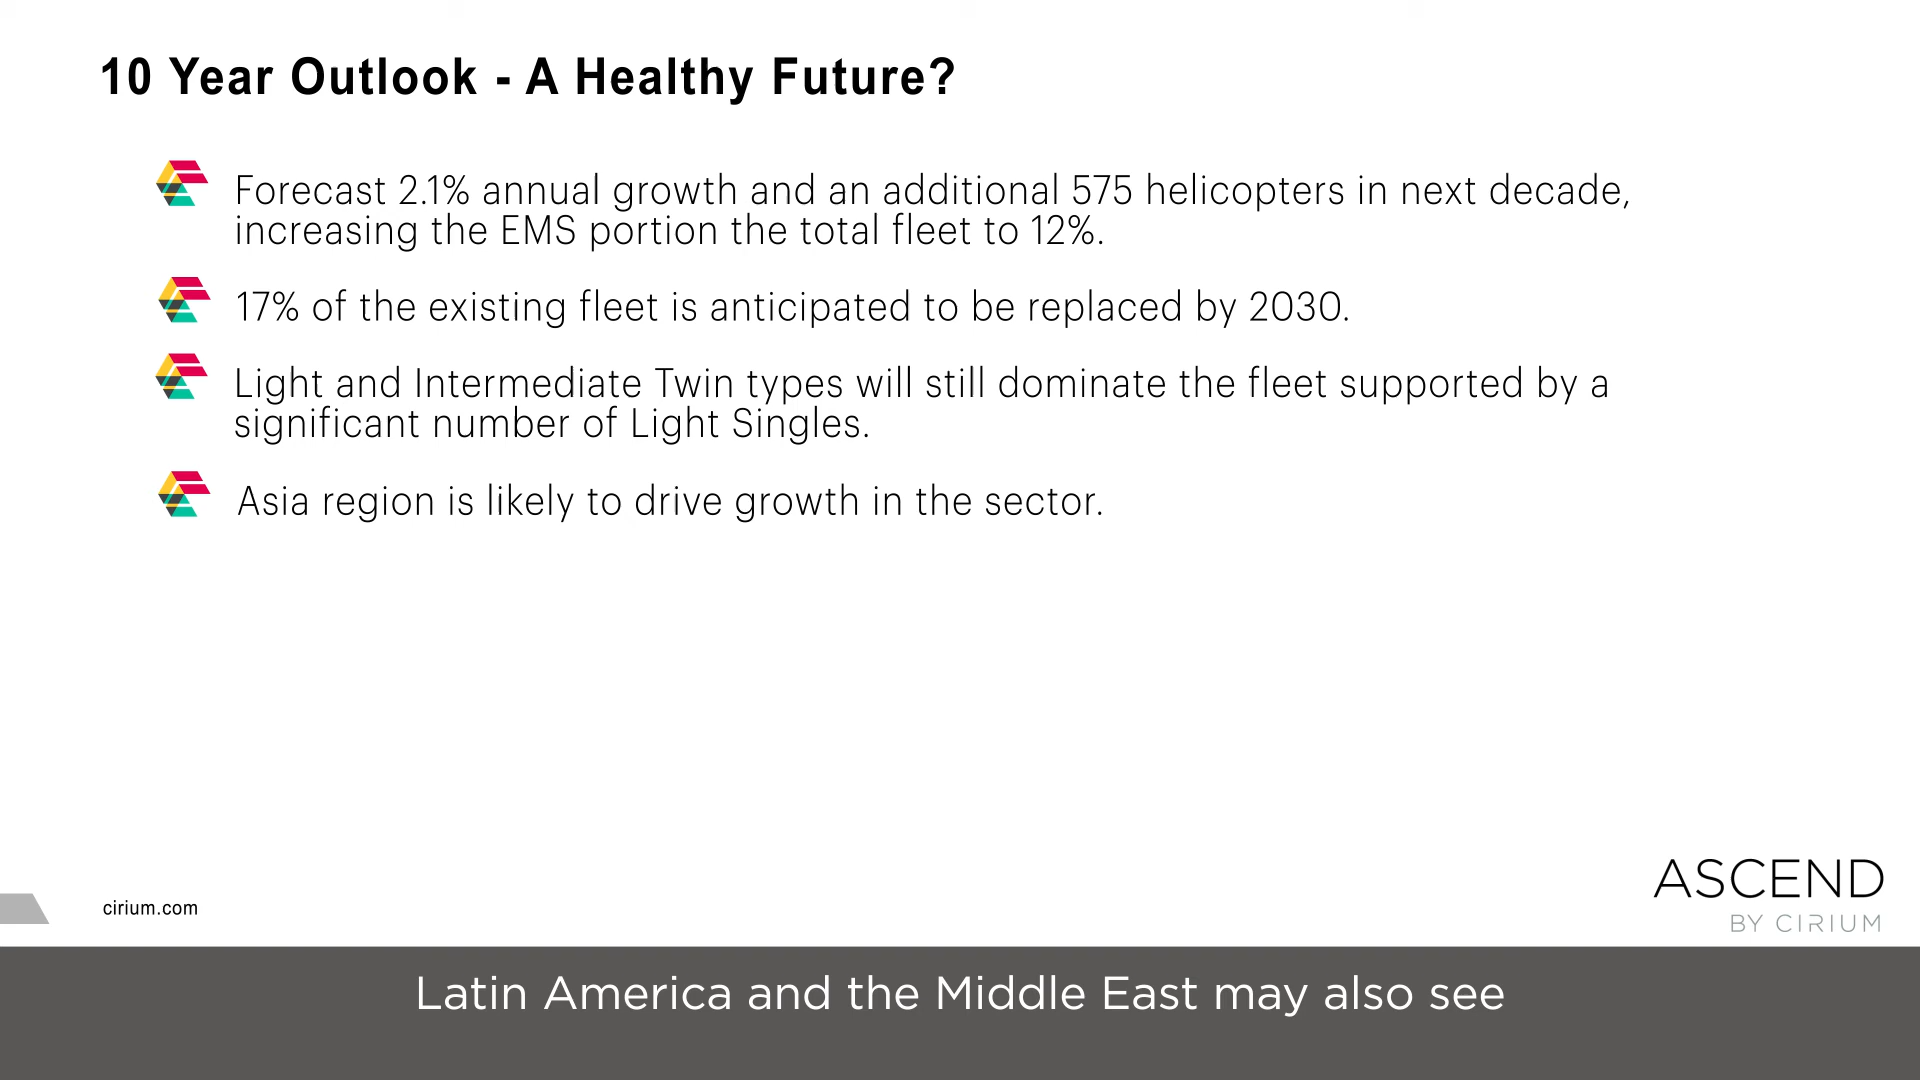 10 Year Outlook - A Healthy Future?
Forecast 2.1% annual growth and an additional 575 helicopters in next decade,
increasing the EMS portion the total fleet to 12%.
17% of the existing fleet is anticipated to be replaced by 2030.
Light and Intermediate Twin types will still dominate the fleet supported by a
significant number of Light Singles.
Asia region is likely to drive growth in the sector.
cirium.com
ASCEND
BY CIRIUM
Latin America and the Middle East may also see